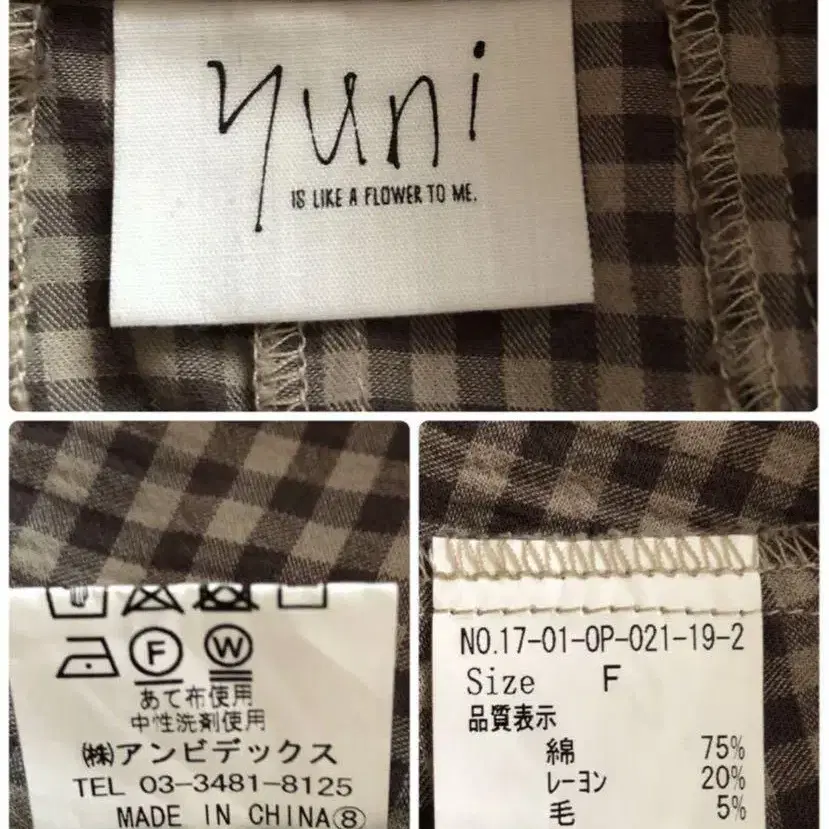 yuni
IS LIKE A FLOWER TO ME.
F W
あて布使用
中性洗剤使用
㈱アンビデックス
TEL 03-3481-8125
MADE IN CHINA⑧
NO.17-01-OP-021-19-2
Size F
品質表示
綿 75%
レーヨン 20%
毛 5%